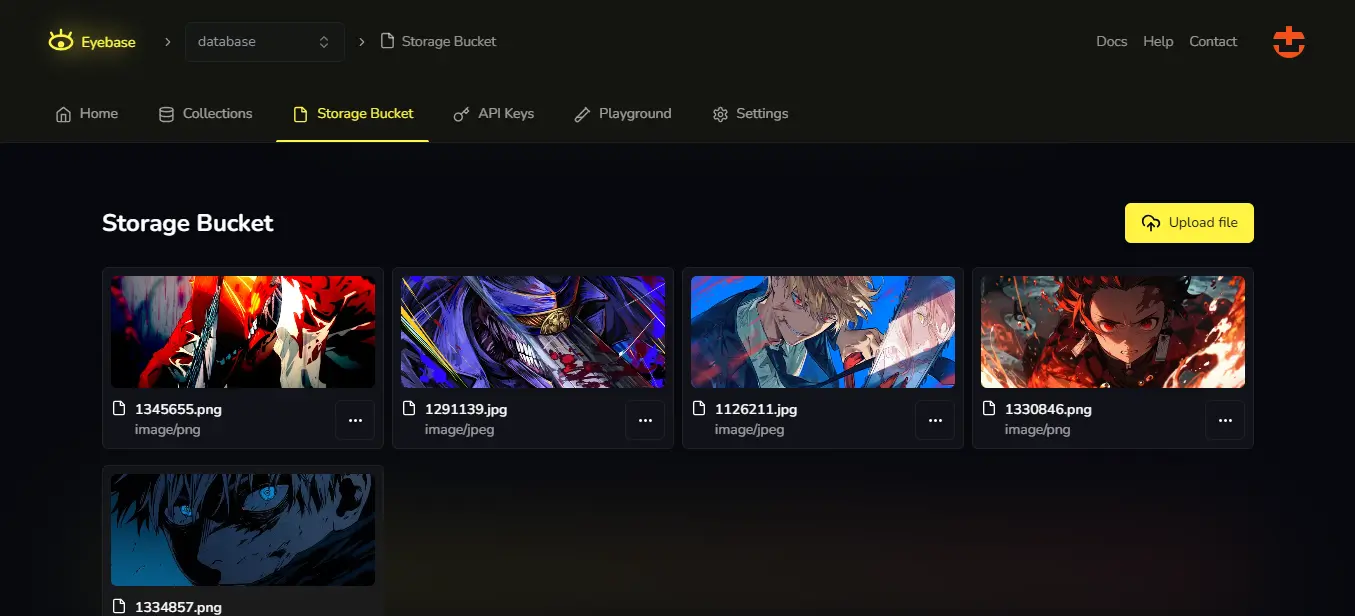 Eyebase
database
Storage Bucket
Docs
Help
Contact
Home
Collections
Storage Bucket
API Keys
Playground
Settings
Storage Bucket
Upload file
1345655.png
image/png
1291139.jpg
image/jpeg
1126211.jpg
image/jpeg
1330846.png
image/png
1334857.png